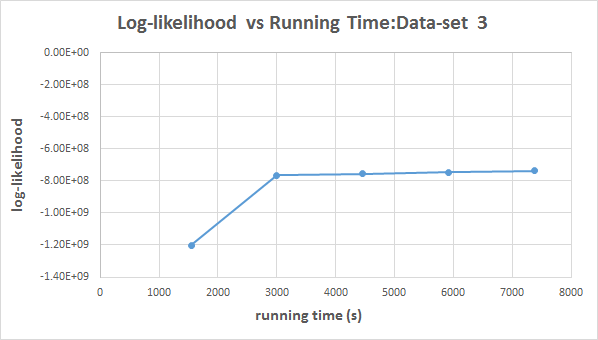 Log-likelihood vs Running Time:Data-set 3
0.00E+00
-2.00E+08
-4.00E+08
-6.00E+08
-8.00E+08
-1.00E+09
-1.20E+09
-1.40E+09
log-likelihood
0 1000 2000 3000 4000 5000 6000 7000 8000
running time (s)